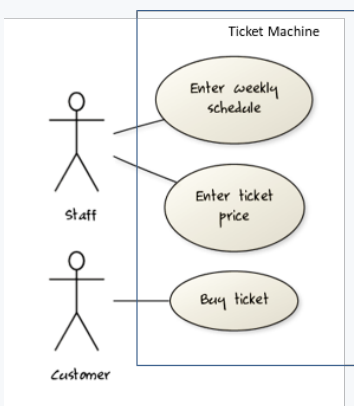 Ticket Machine
Enter weekly
schedule
Enter ticket
price
Staff
Buy ticket
Customer